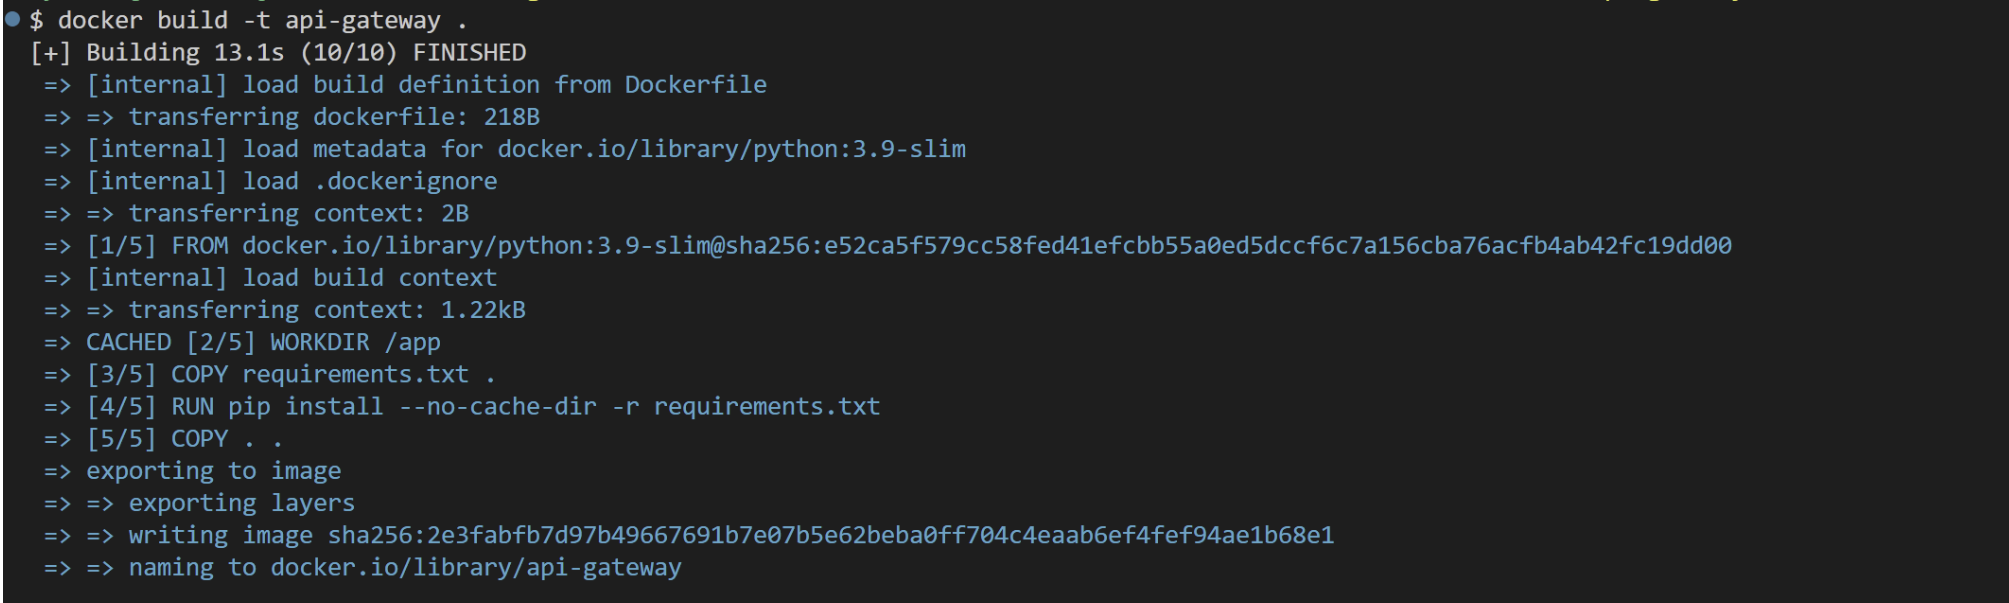 $ docker build -t api-gateway .
[+] Building 13.1s (10/10) FINISHED
=> [internal] load build definition from Dockerfile
=> => transferring dockerfile: 218B
=> [internal] load metadata for docker.io/library/python:3.9-slim
=> [internal] load .dockerignore
=> => transferring context: 2B
=> [1/5] FROM docker.io/library/python:3.9-slim@sha256:e52ca5f579cc58fed41efcbb55a0ed5dccf6c7a156cba76acfb4ab42fc19dd00
=> [internal] load build context
=> => transferring context: 1.22kB
=> CACHED [2/5] WORKDIR /app
=> [3/5] COPY requirements.txt .
=> [4/5] RUN pip install --no-cache-dir -r requirements.txt
=> [5/5] COPY . .
=> exporting to image
=> => exporting layers
=> => writing image sha256:2e3fabfb7d97b49667691b7e07b5e62beba0ff704c4eaab6ef4fef94ae1b68e1
=> => naming to docker.io/library/api-gateway